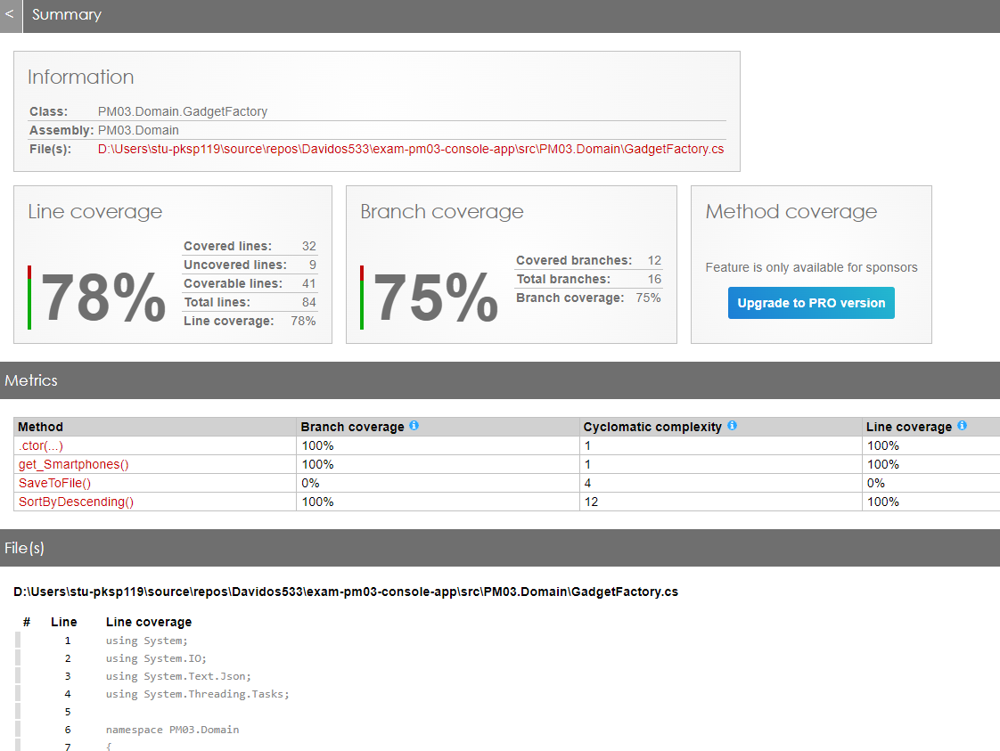 < Summary
Information
Class: PM03.Domain.GadgetFactory
Assembly: PM03.Domain
File(s): D:\Users\stu-pksp119\source\repos\Davidos533\exam-pm03-console-app\src\PM03.Domain\GadgetFactory.cs
Line coverage
78%
Covered lines: 32
Uncovered lines: 9
Coverable lines: 41
Total lines: 84
Line coverage: 78%
Branch coverage
75%
Covered branches: 12
Total branches: 16
Branch coverage: 75%
Method coverage
Feature is only available for sponsors
Upgrade to PRO version
Metrics
Method Branch coverage Cyclomatic complexity Line coverage
.ctor(...) 100% 1 100%
get_Smartphones() 100% 1 100%
SaveToFile() 0% 4 0%
SortByDescending() 100% 12 100%
File(s)
D:\Users\stu-pksp119\source\repos\Davidos533\exam-pm03-console-app\src\PM03.Domain\GadgetFactory.cs
# Line Line coverage
1 using System;
2 using System.IO;
3 using System.Text.Json;
4 using System.Threading.Tasks;
5
6 namespace PM03.Domain
7 {